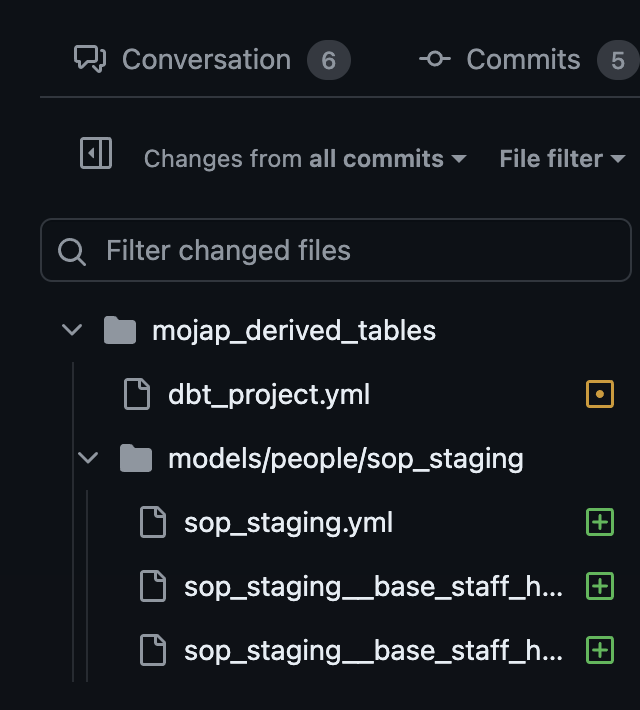 Conversation 6 Commits 5
Changes from all commits File filter
Filter changed files
mojap_derived_tables
dbt_project.yml
models/people/sop_staging
sop_staging.yml
sop_staging__base_staff_h...
sop_staging__base_staff_h...